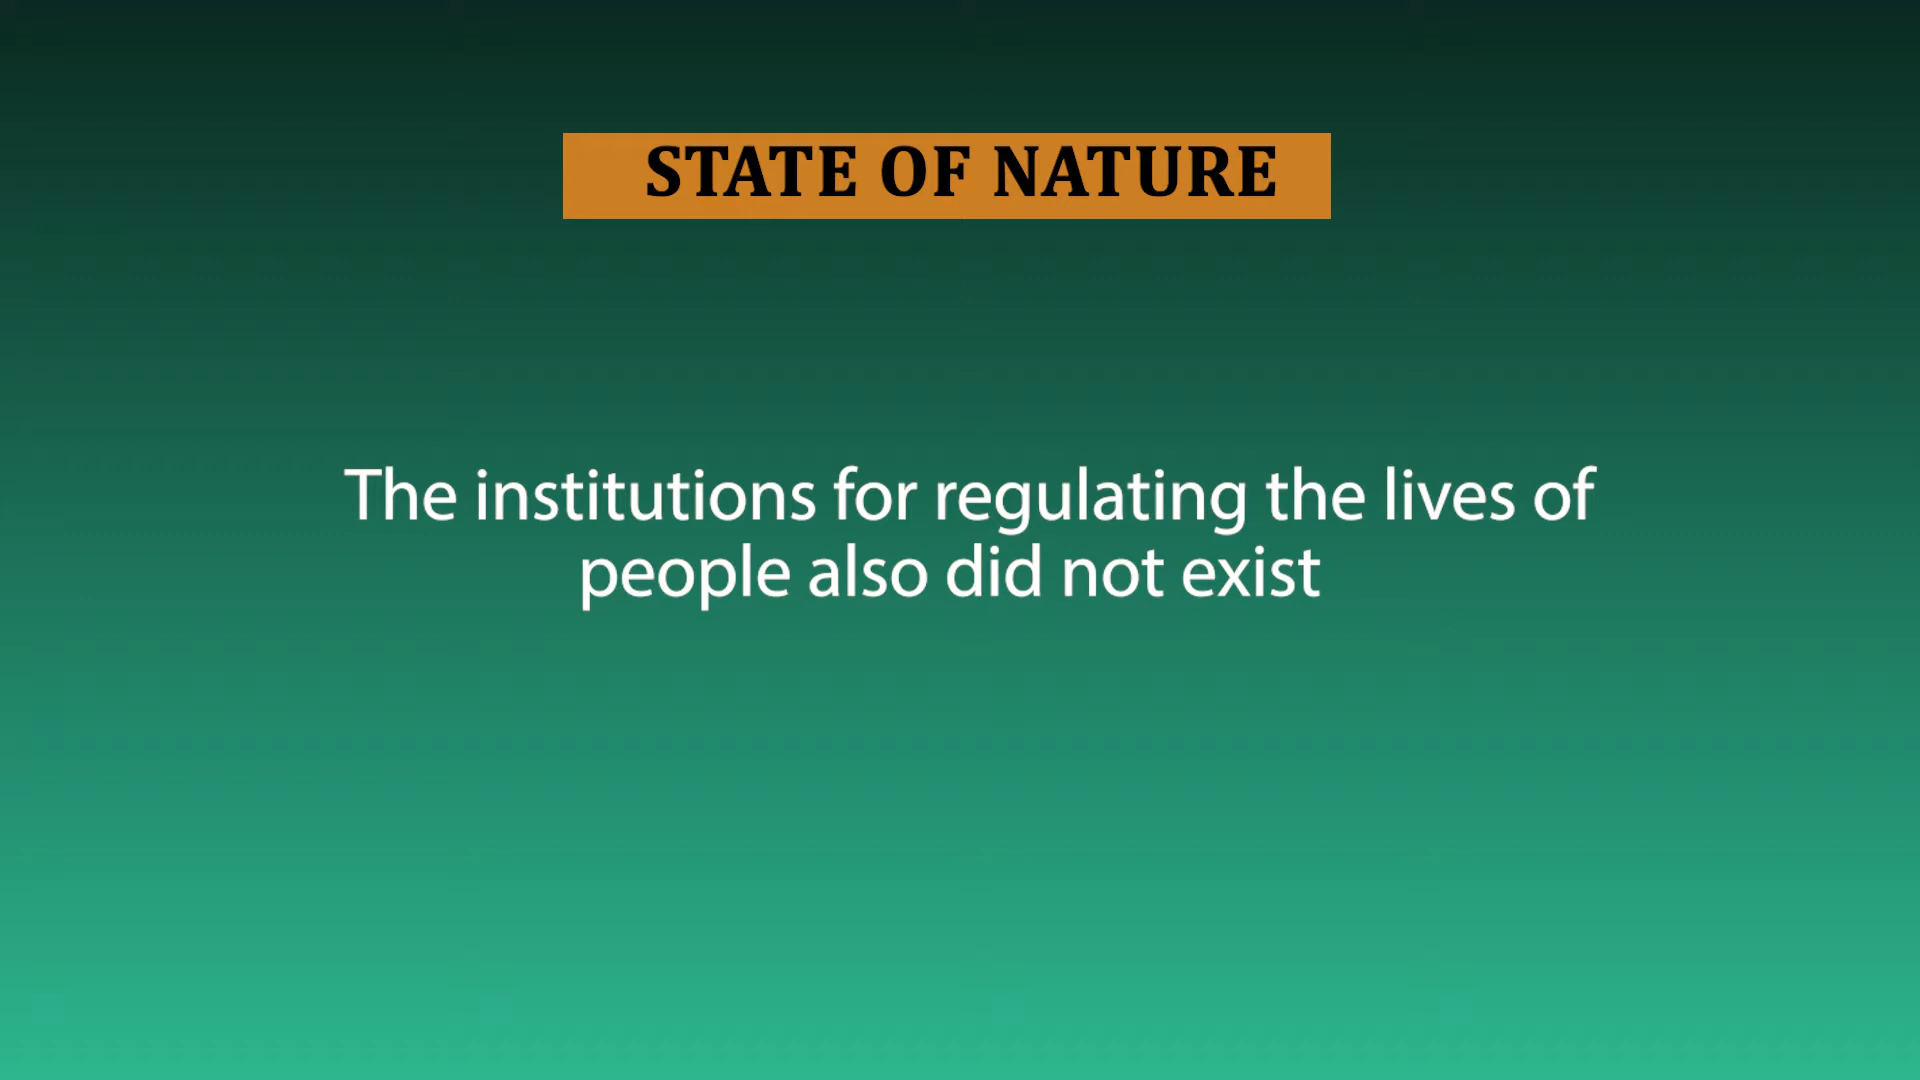 STATE OF NATURE
The institutions for regulating the lives of
people also did not exist